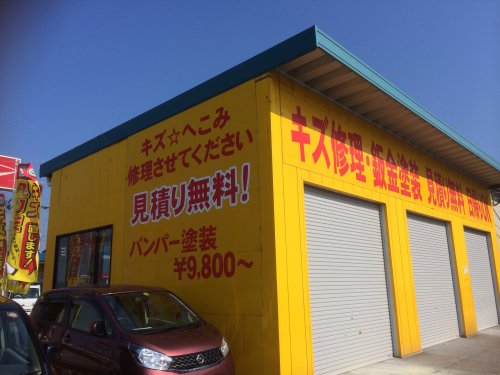 キズ☆へこみ
修理させてください
見積り無料!
バンパー塗装
¥9,800〜
キズ修理・鈑金塗装 見積り無料